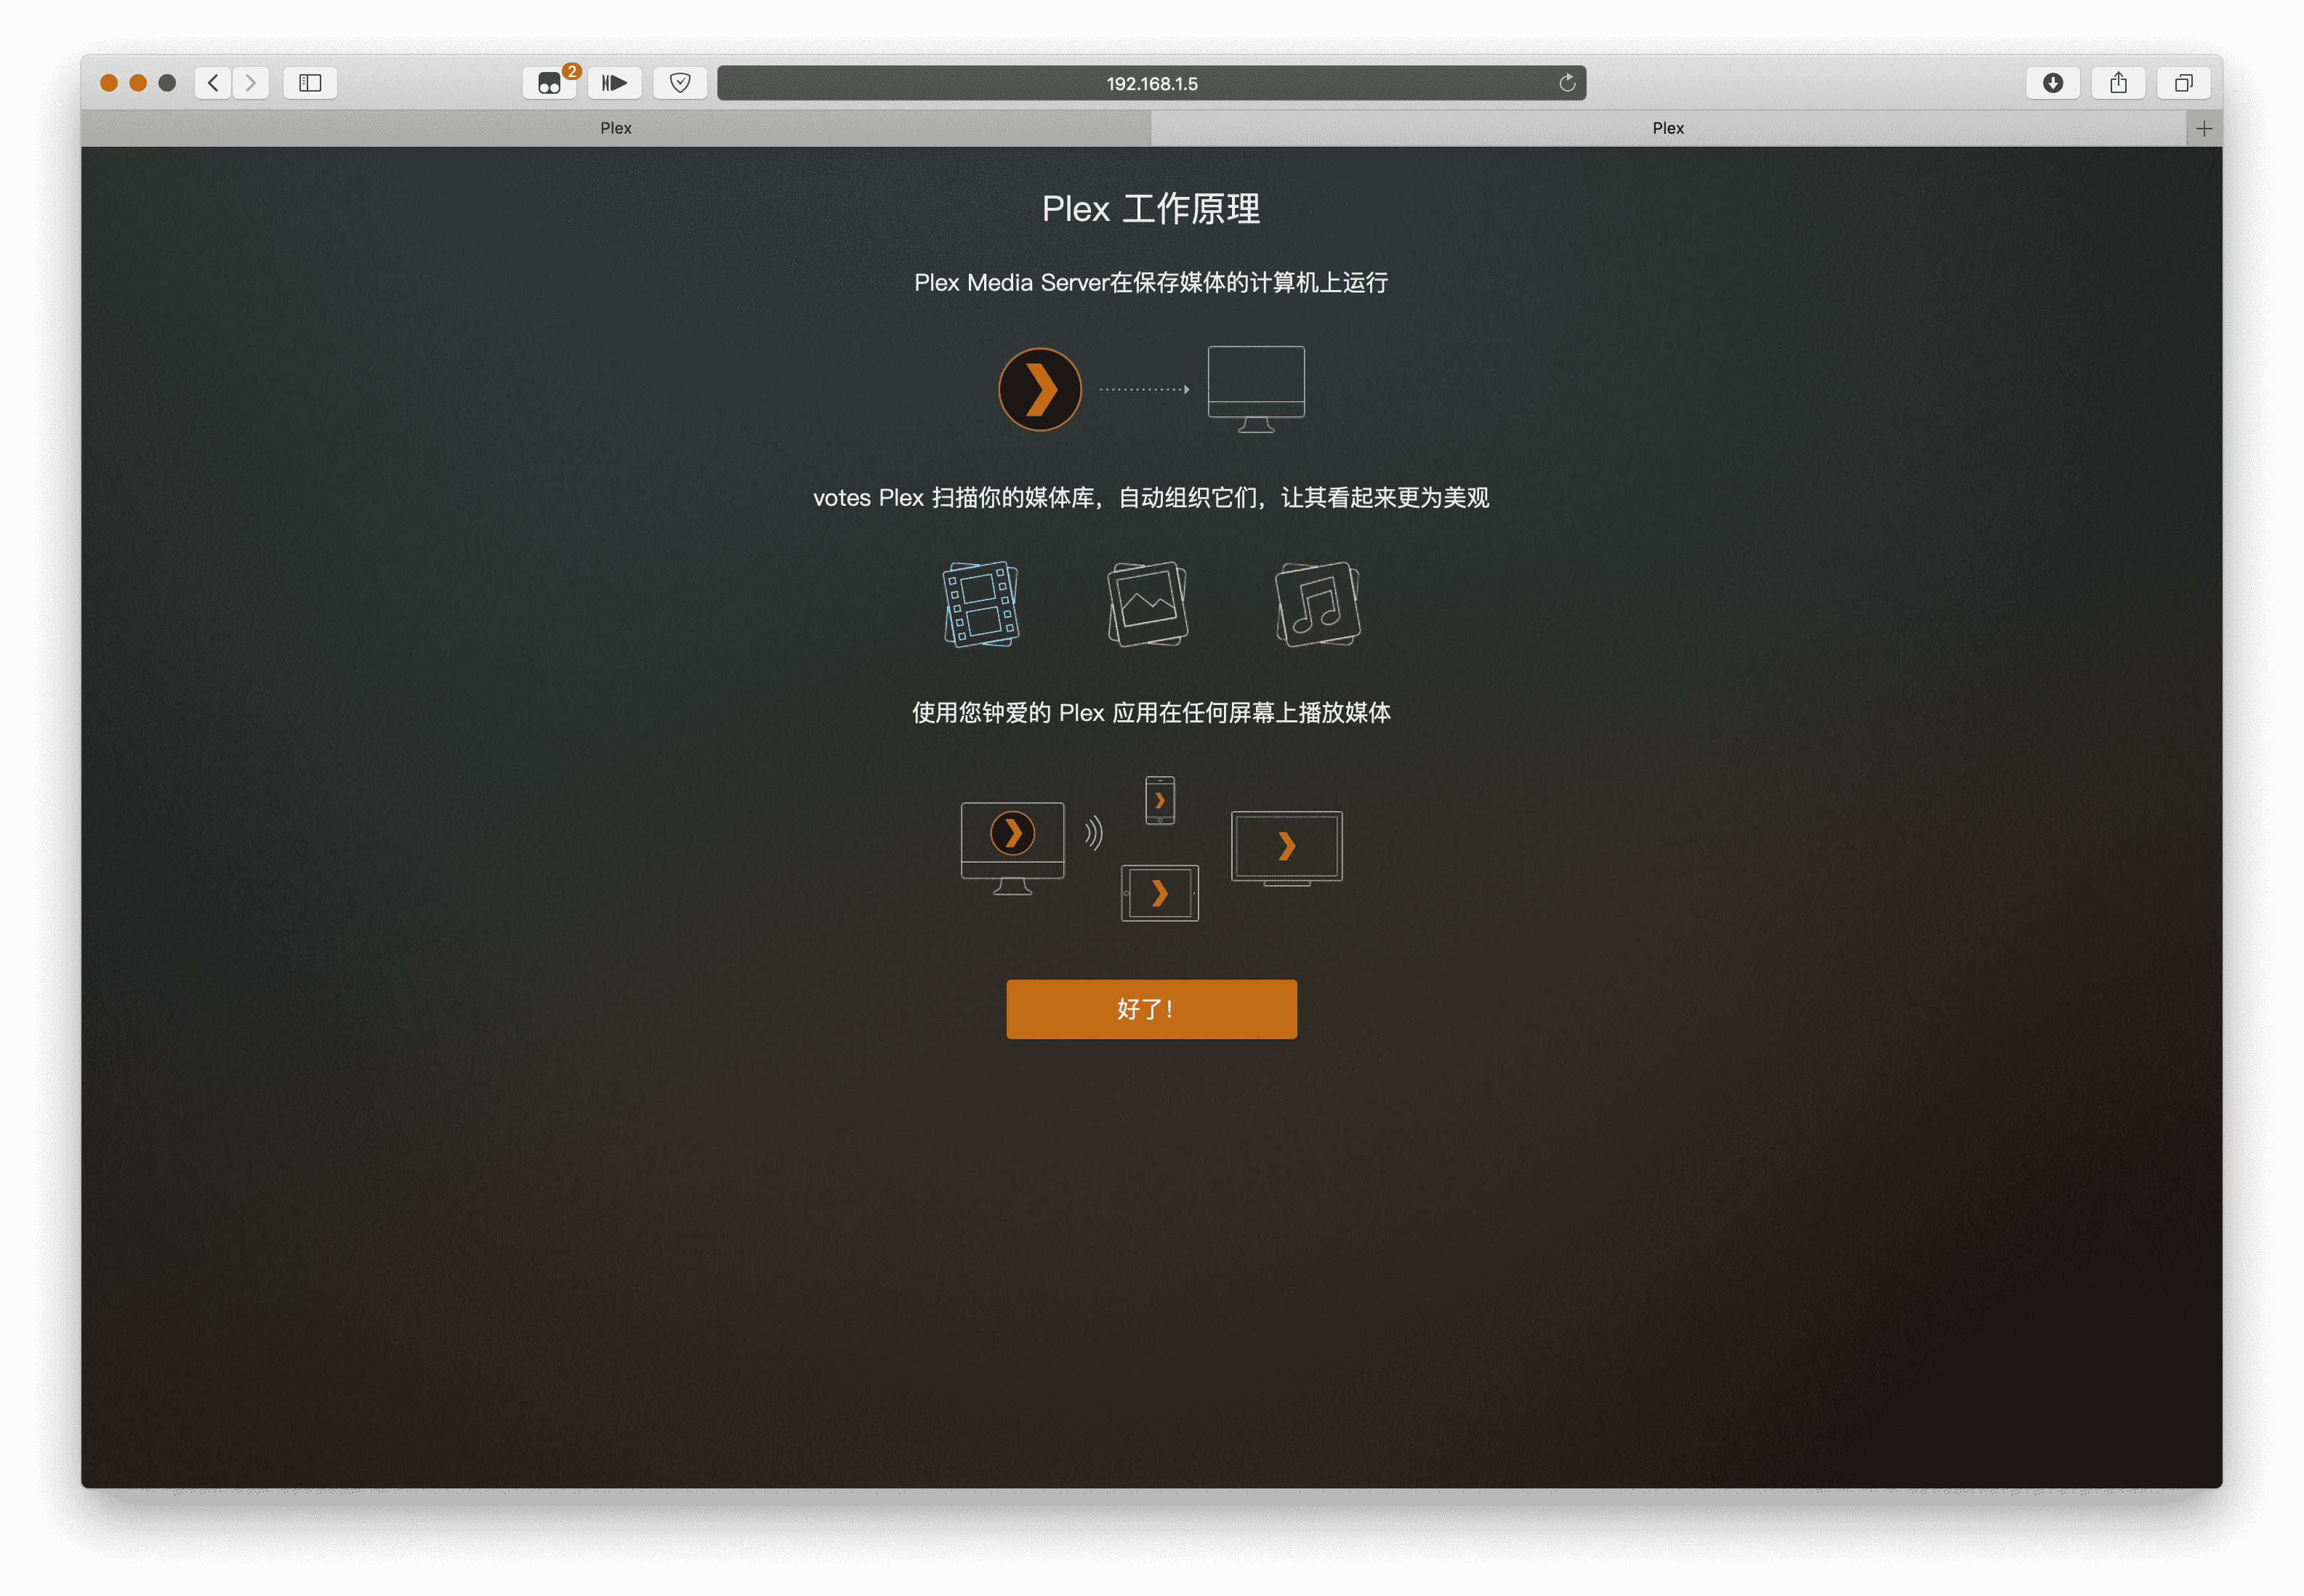 2
192.168.1.5
Plex
Plex
Plex 工作原理
Plex Media Server在保存媒体的计算机上运行
votes Plex 扫描你的媒体库，自动组织它们，让其看起来更为美观
使用您钟爱的 Plex 应用在任何屏幕上播放媒体
好了！